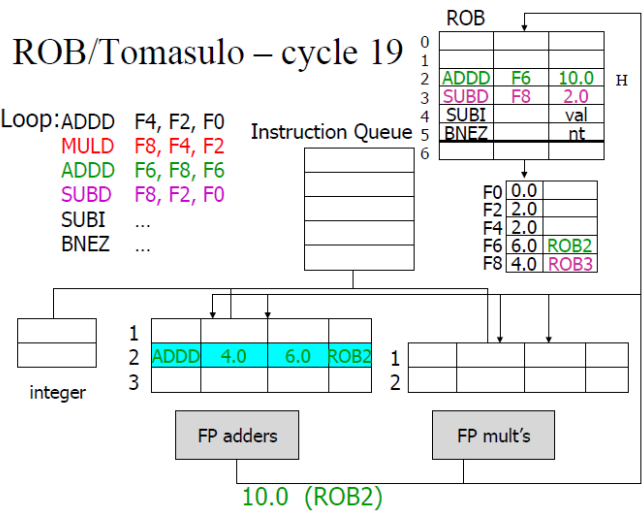 ROB/Tomasulo – cycle 19
ROB
0
1
2 ADDD F6 10.0 H
3 SUBD F8 2.0
4 SUBI val
5 BNEZ nt
6
Loop: ADDD F4, F2, F0
MULD F8, F4, F2
ADDD F6, F8, F6
SUBD F8, F2, F0
SUBI ...
BNEZ ...
Instruction Queue
F0 0.0
F2 2.0
F4 2.0
F6 6.0 ROB2
F8 4.0 ROB3
integer
1
2 ADDD 4.0 6.0 ROB2
3
1
2
FP adders
FP mult's
10.0 (ROB2)